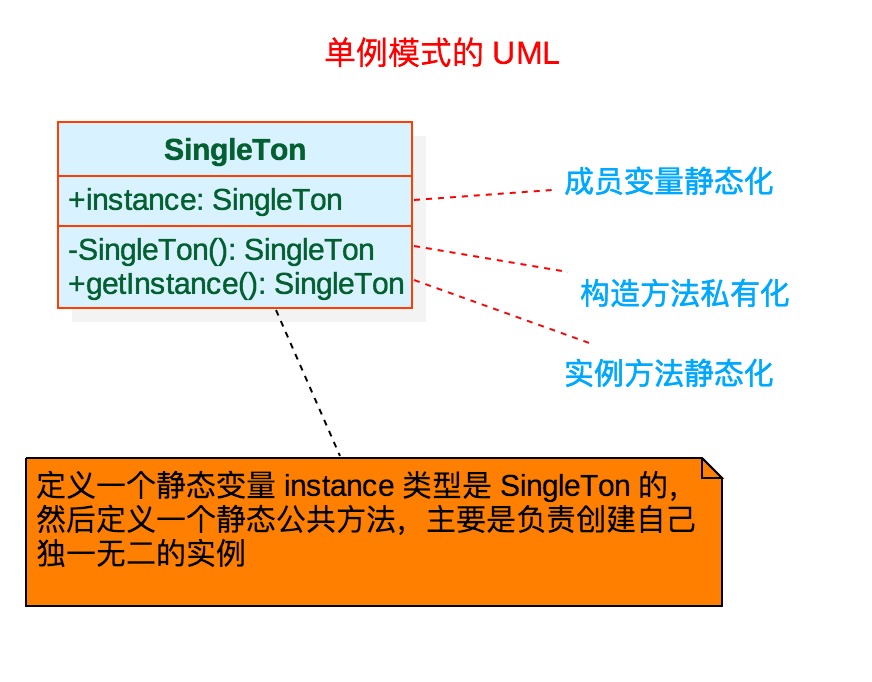 单例模式的 UML
SingleTon
+instance: SingleTon
成员变量静态化
-SingleTon(): SingleTon
+getInstance(): SingleTon
构造方法私有化
实例方法静态化
定义一个静态变量 instance 类型是 SingleTon 的，
然后定义一个静态公共方法，主要是负责创建自己
独一无二的实例